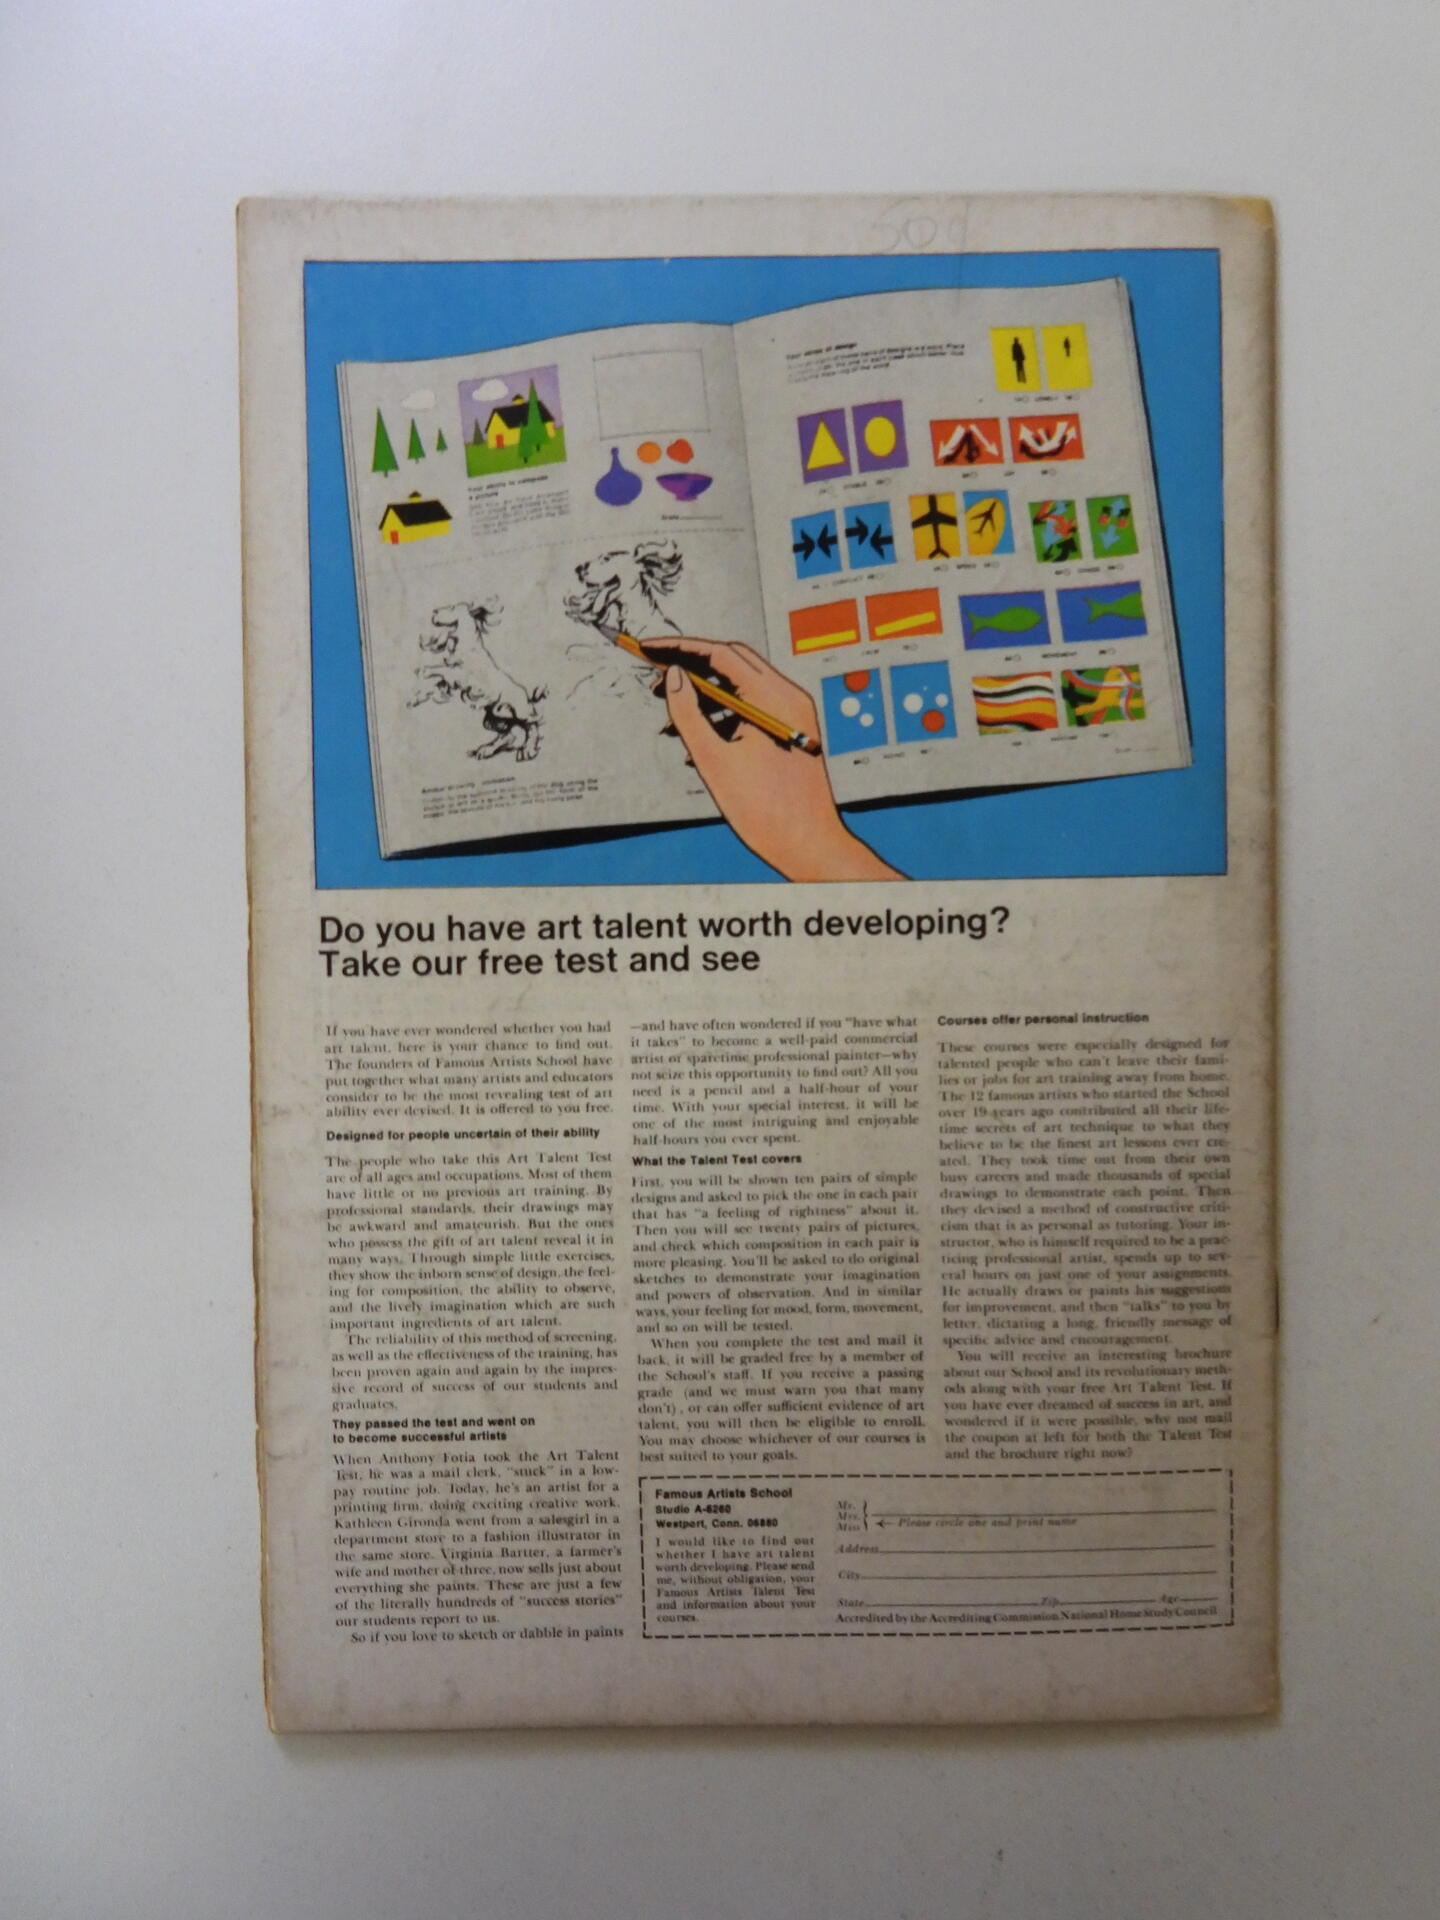 50¢
Your sense of design
Your ability to compose
a picture
Do you have art talent worth developing?
Take our free test and see
If you have ever wondered whether you had
art talent, here is your chance to find out.
The founders of Famous Artists School have
put together what many artists and educators
consider to be the most revealing test of art
ability ever devised. It is offered to you free.
Designed for people uncertain of their ability
The people who take this Art Talent Test
are of all ages and occupations. Most of them
have little or no previous art training. By
professional standards, their drawings may
be awkward and amateurish. But the ones
who possess the gift of art talent reveal it in
many ways. Through simple little exercises,
they show the inborn sense of design, the feel-
ing for composition, the ability to observe,
and the lively imagination which are such
important ingredients of art talent.
The reliability of this method of screening,
as well as the effectiveness of the training, has
been proven again and again by the impres-
sive record of success of our students and
graduates.
They passed the test and went on
to become successful artists
When Anthony Fotia took the Art Talent
Test, he was a mail clerk, "stuck" in a low-
pay routine job. Today, he's an artist for a
printing firm, doing exciting creative work.
Kathleen Gironda went from a salesgirl in a
department store to a fashion illustrator in
the same store. Virginia Bartter, a farmer's
wife and mother of three, now sells just about
everything she paints. These are just a few
of the literally hundreds of "success stories"
our students report to us.
So if you love to sketch or dabble in paints
—and have often wondered if you "have what
it takes" to become a well-paid commercial
artist or sparetime professional painter—why
not seize this opportunity to find out? All you
need is a pencil and a half-hour of your
time. With your special interest, it will be
one of the most intriguing and enjoyable
half-hours you ever spent.
What the Talent Test covers
First, you will be shown ten pairs of simple
designs and asked to pick the one in each pair
that has "a feeling of rightness" about it.
Then you will see twenty pairs of pictures,
and check which composition in each pair is
more pleasing. You'll be asked to do original
sketches to demonstrate your imagination
and powers of observation. And in similar
ways, your feeling for mood, form, movement,
and so on will be tested.
When you complete the test and mail it
back, it will be graded free by a member of
the School's staff. If you receive a passing
grade (and we must warn you that many
don't), or can offer sufficient evidence of art
talent, you will then be eligible to enroll.
You may choose whichever of our courses is
best suited to your goals.
Courses offer personal instruction
These courses were especially designed for
talented people who can't leave their fami-
lies or jobs for art training away from home.
The 12 famous artists who started the School
over 19 years ago contributed all their life-
time secrets of art technique to what they
believe to be the finest art lessons ever cre-
ated. They took time out from their own
busy careers and made thousands of special
drawings to demonstrate each point. Then
they devised a method of constructive criti-
cism that is as personal as tutoring. Your in-
structor, who is himself required to be a prac-
ticing professional artist, spends up to sev-
eral hours on just one of your assignments.
He actually draws or paints his suggestions
for improvement, and then "talks" to you by
letter, dictating a long, friendly message of
specific advice and encouragement.
You will receive an interesting brochure
about our School and its revolutionary meth-
ods along with your free Art Talent Test. If
you have ever dreamed of success in art, and
wondered if it were possible, why not mail
the coupon at left for both the Talent Test
and the brochure right now?
Famous Artists School
Studio A-6260
Westport, Conn. 06880
I would like to find out
whether I have art talent
worth developing. Please send
me, without obligation, your
Famous Artists Talent Test
and information about your
courses.
Mr.
Mrs.
Miss
Please circle one and print name
Address
City
State Zip Age
Accredited by the Accrediting Commission National Home Study Council